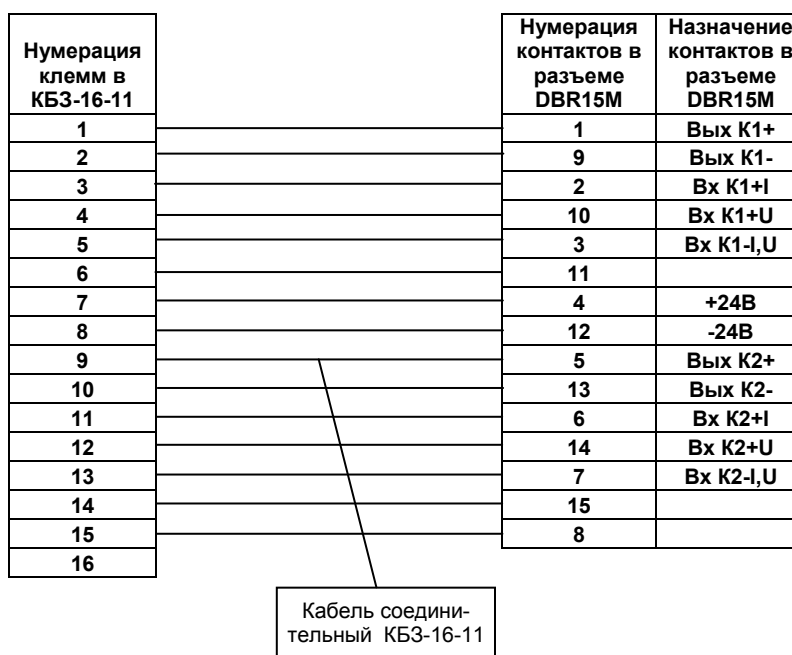 Нумерация
клемм в
КБЗ-16-11
Нумерация
контактов в
разъеме
DBR15M
Назначение
контактов в
разъеме
DBR15M
1 1 Вых К1+
2 9 Вых К1-
3 2 Вх К1+I
4 10 Вх К1+U
5 3 Вх К1-I,U
6 11
7 4 +24В
8 12 -24В
9 5 Вых К2+
10 13 Вых К2-
11 6 Вх К2+I
12 14 Вх К2+U
13 7 Вх К2-I,U
14 15
15 8
16
Кабель соедини-
тельный КБЗ-16-11